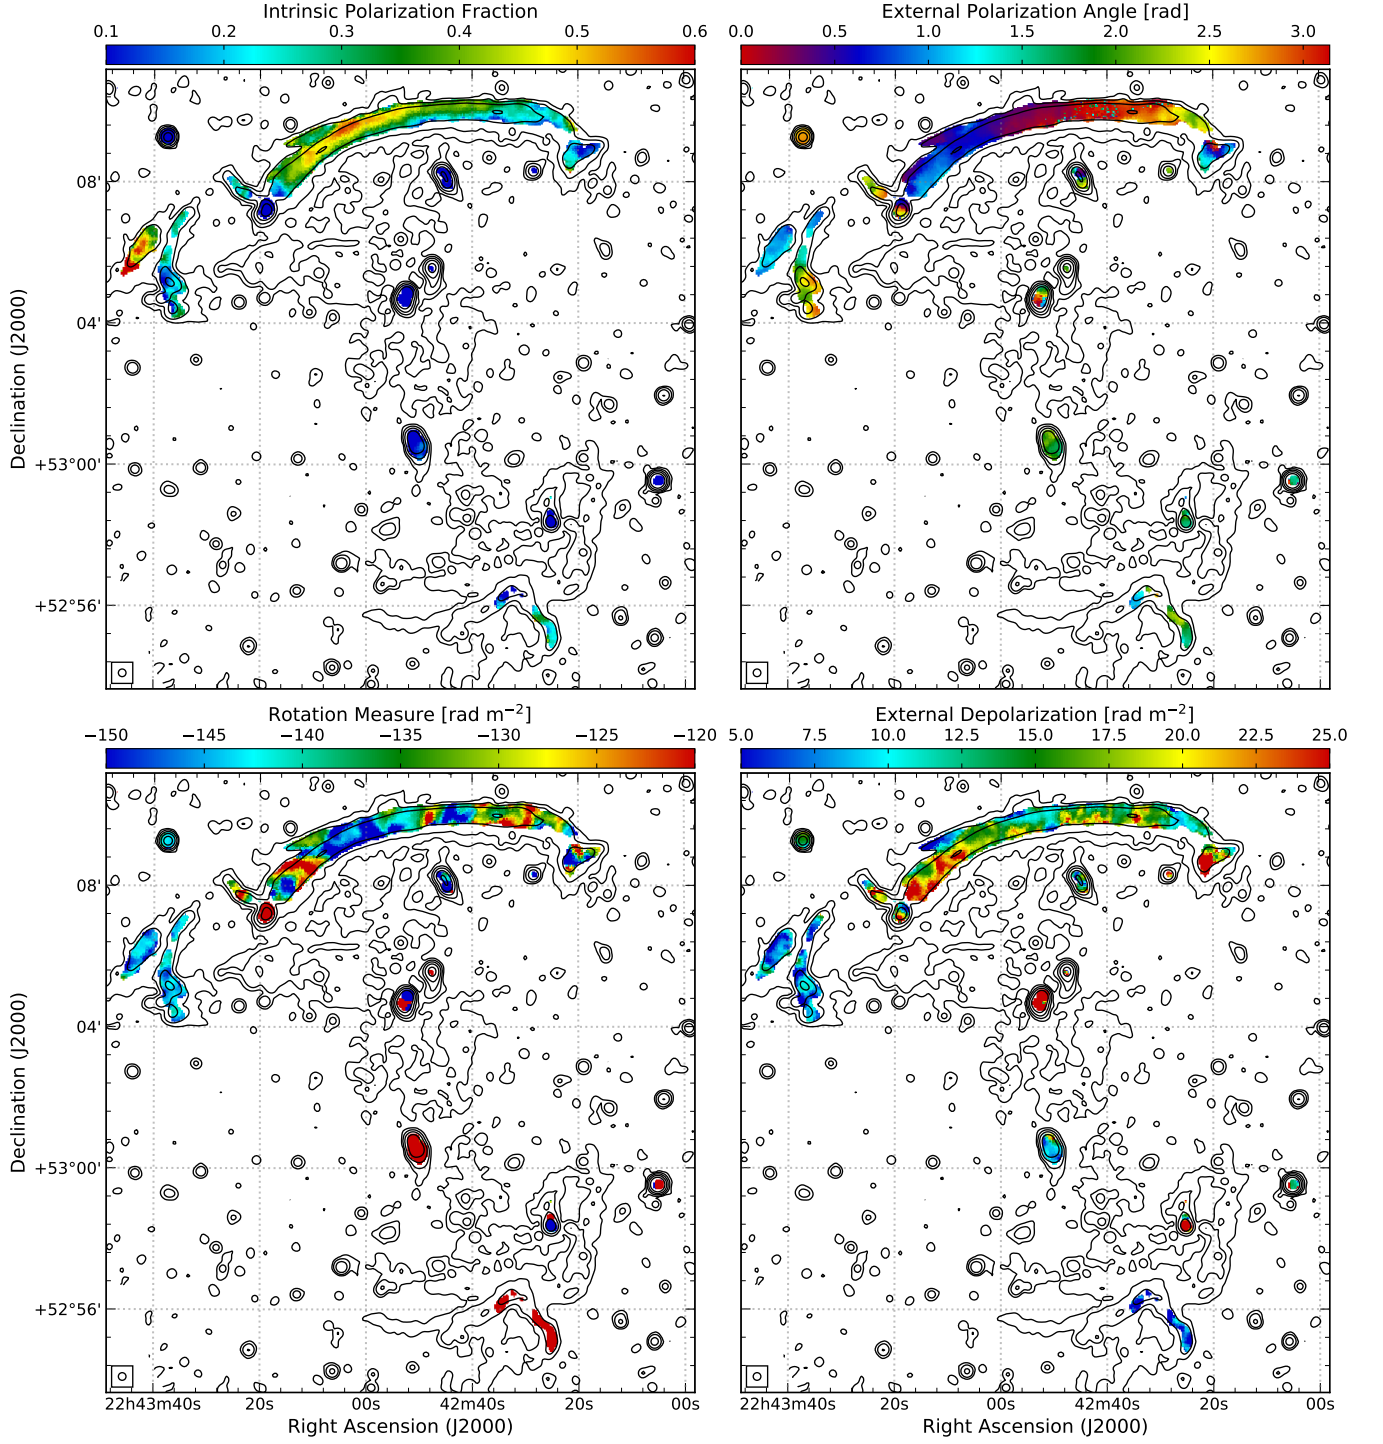 Intrinsic Polarization Fraction
0.1 0.2 0.3 0.4 0.5 0.6
External Polarization Angle [rad]
0.0 0.5 1.0 1.5 2.0 2.5 3.0
Declination (J2000)
08'
04'
+53°00'
+52°56'
Rotation Measure [rad m⁻²]
−150 −145 −140 −135 −130 −125 −120
External Depolarization [rad m⁻²]
5.0 7.5 10.0 12.5 15.0 17.5 20.0 22.5 25.0
Declination (J2000)
08'
04'
+53°00'
+52°56'
22h43m40s 20s 00s 42m40s 20s 00s
Right Ascension (J2000)
22h43m40s 20s 00s 42m40s 20s 00s
Right Ascension (J2000)